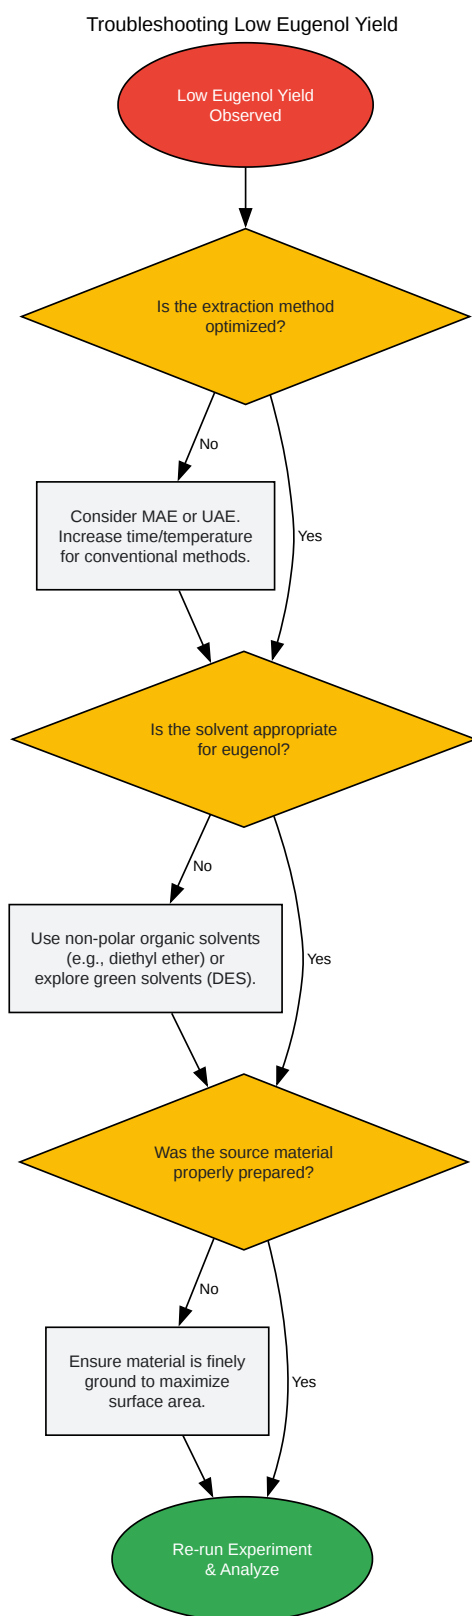 Troubleshooting Low Eugenol Yield
Low Eugenol Yield
Observed
Is the extraction method
optimized?
No
Consider MAE or UAE.
Increase time/temperature
for conventional methods.
Yes
Is the solvent appropriate
for eugenol?
No
Use non-polar organic solvents
(e.g., diethyl ether) or
explore green solvents (DES).
Yes
Was the source material
properly prepared?
No
Ensure material is finely
ground to maximize
surface area.
Yes
Re-run Experiment
& Analyze